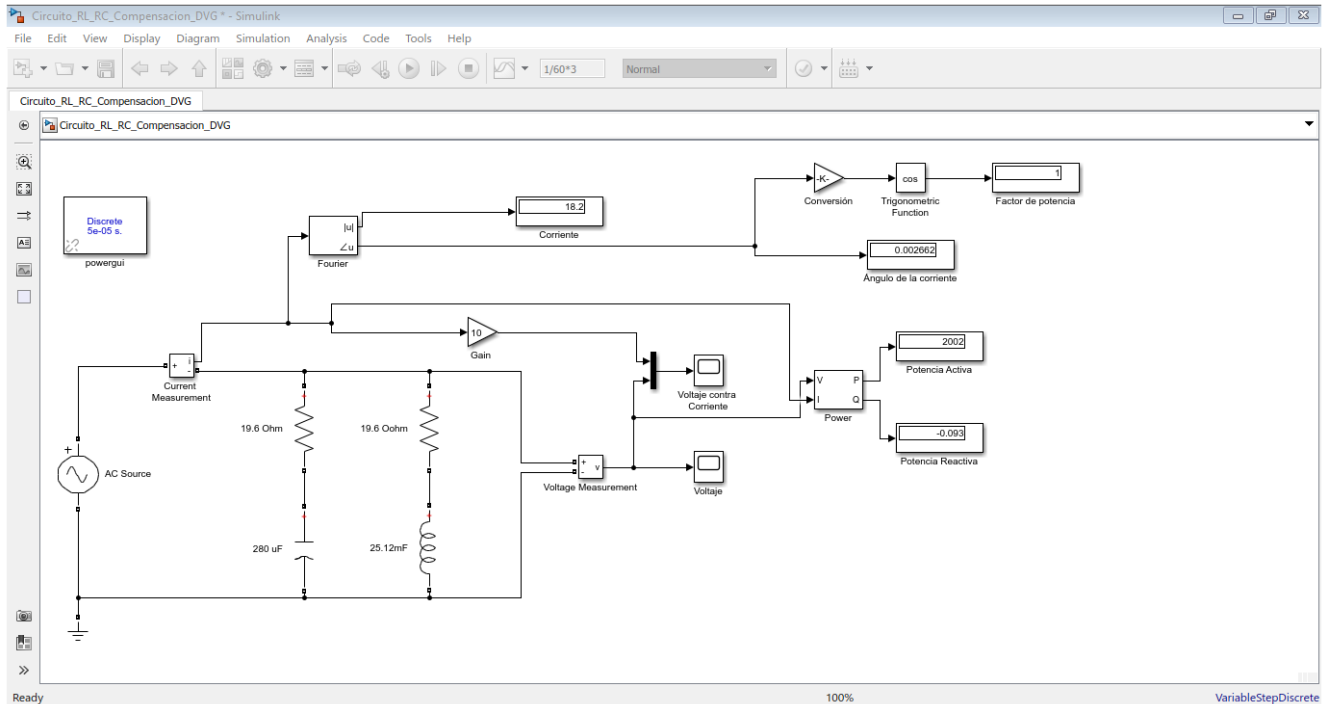 Circuito_RL_RC_Compensacion_DVG * - Simulink
File Edit View Display Diagram Simulation Analysis Code Tools Help
1/60*3
Normal
Circuito_RL_RC_Compensacion_DVG
Circuito_RL_RC_Compensacion_DVG
Discrete
5e-05 s.
powergui
|u|
∠u
Fourier
18.2
Corriente
-K-
Conversión
cos
Trigonometric
Function
1
Factor de potencia
0.002662
Ángulo de la corriente
+
i
-
Current
Measurement
10
Gain
Voltaje contra
Corriente
V
I
P
Q
Power
2002
Potencia Activa
-0.093
Potencia Reactiva
+
AC Source
19.6 Ohm
19.6 Oohm
+
-
v
Voltage Measurement
Voltaje
280 uF
25.12mF
Ready
100%
VariableStepDiscrete